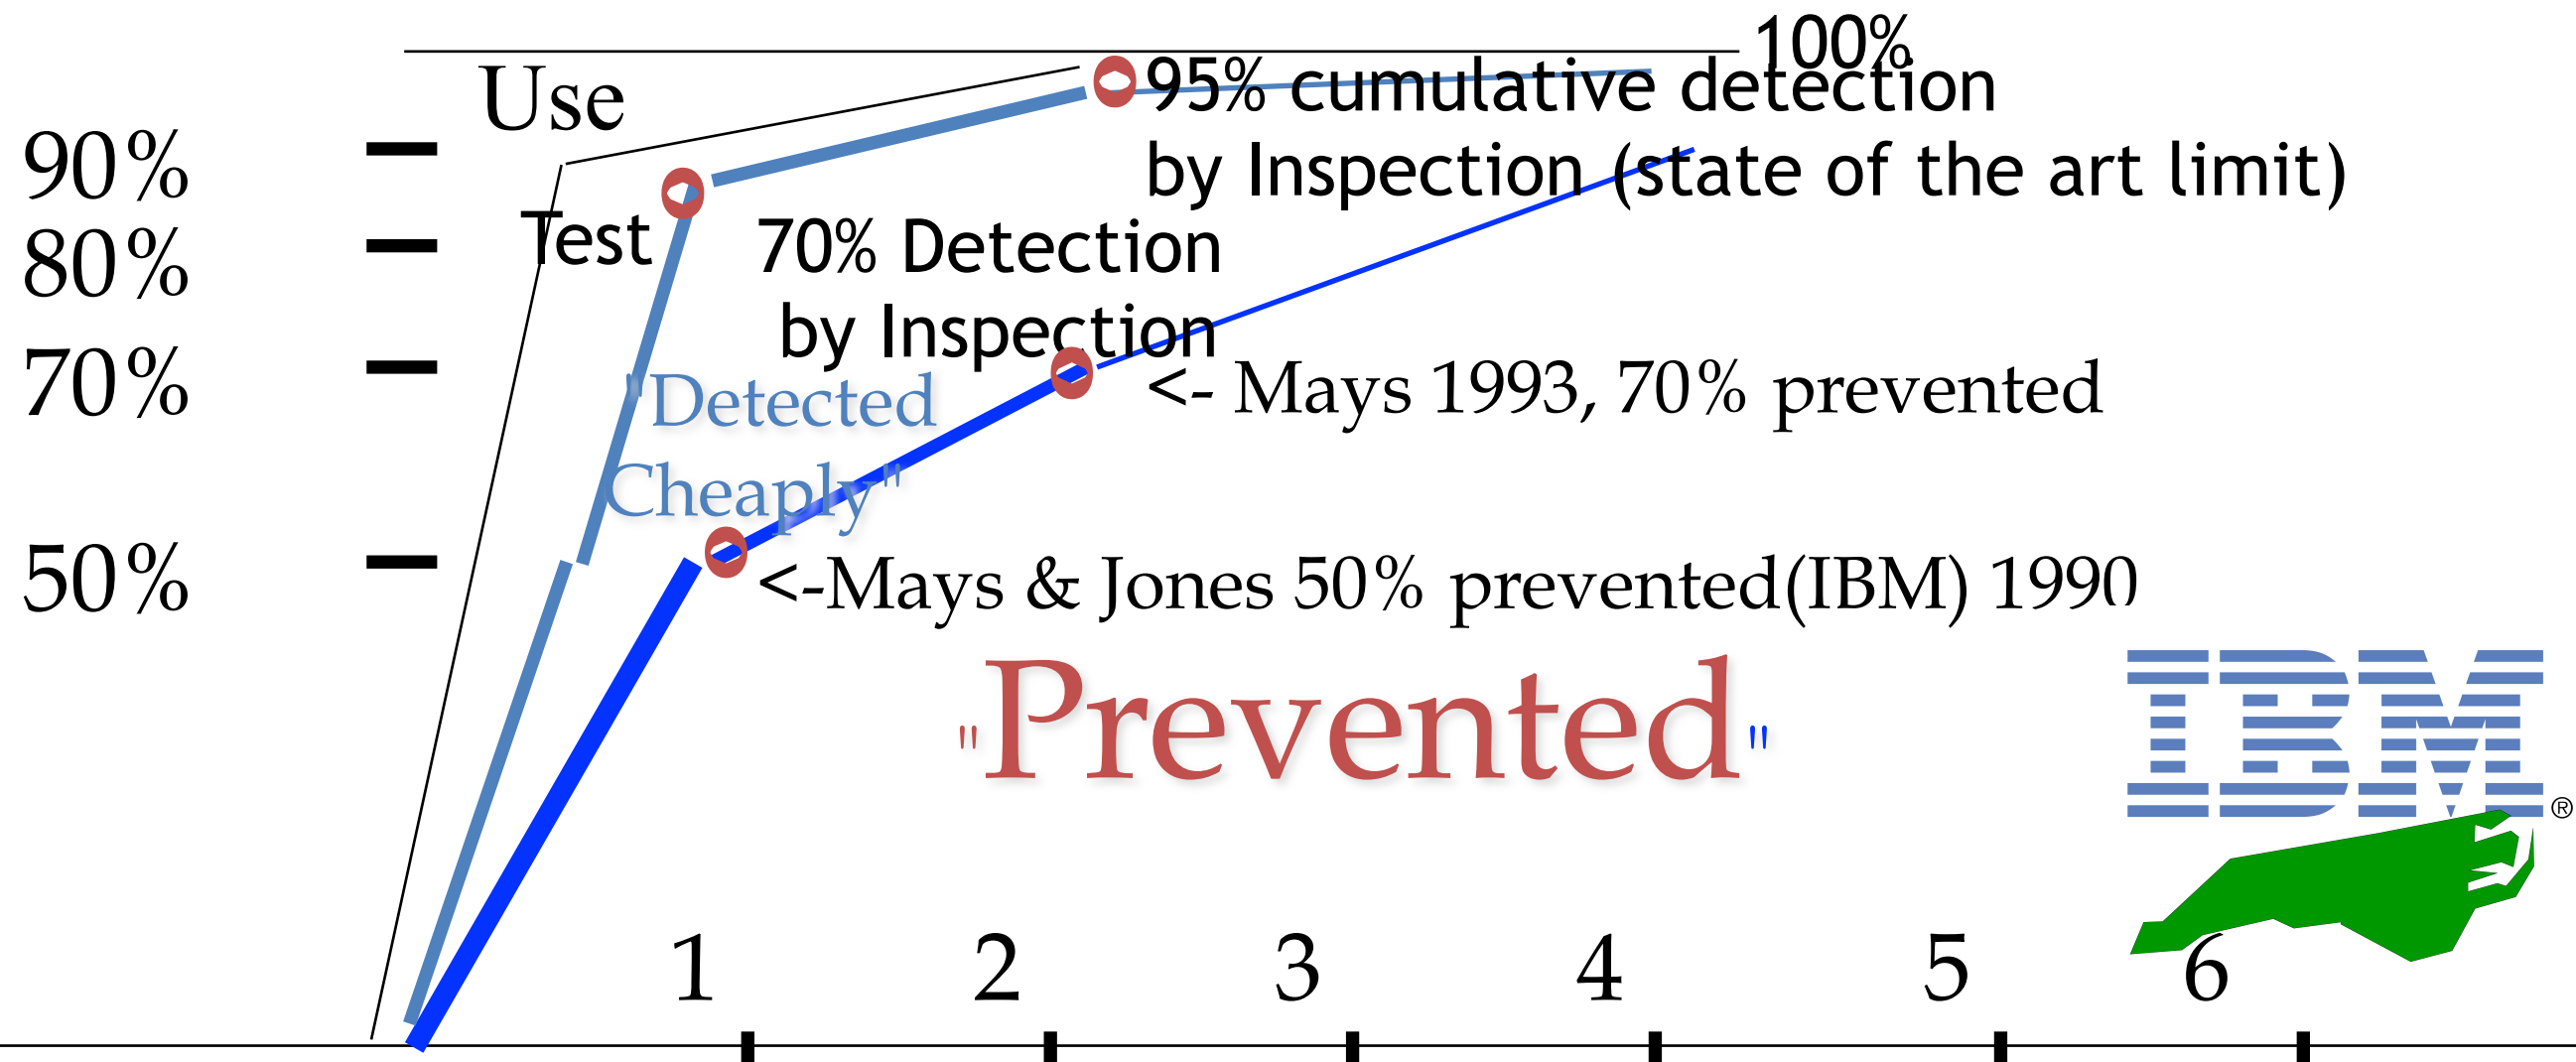 100%
Use
95% cumulative detection
by Inspection (state of the art limit)
90%
Test
70% Detection
by Inspection
80%
70%
"Detected
Cheaply"
<- Mays 1993, 70% prevented
50%
<-Mays & Jones 50% prevented(IBM) 1990
"Prevented"
IBM®
1 2 3 4 5 6